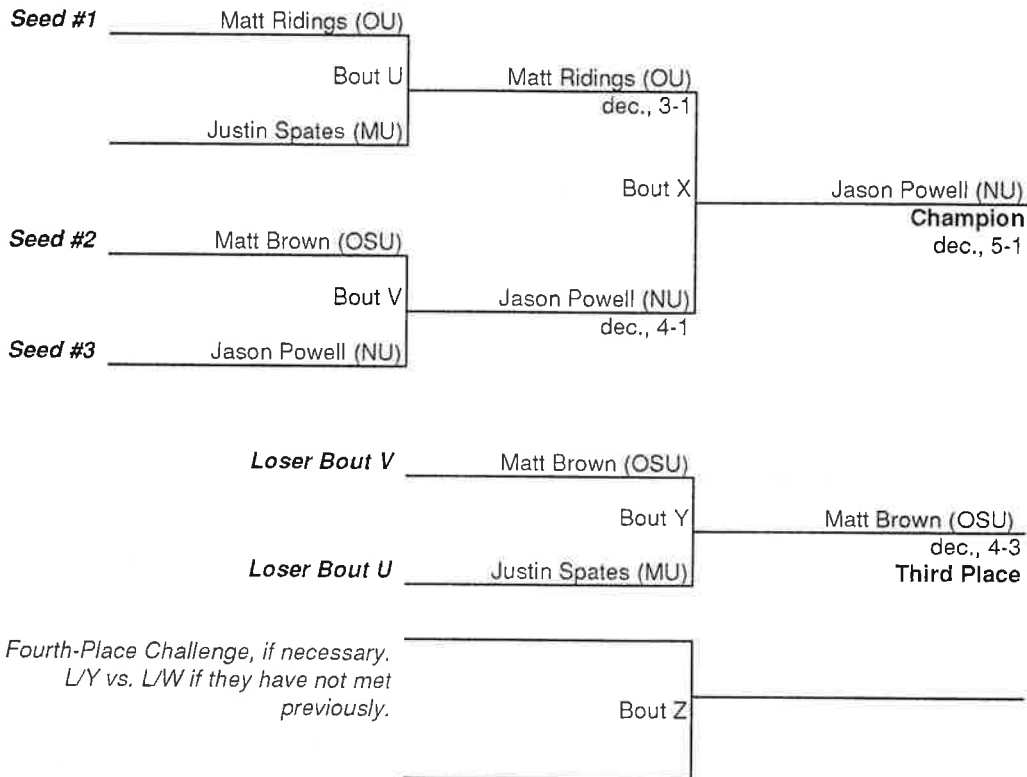 Seed #1 Matt Ridings (OU)
Bout U Matt Ridings (OU)
dec., 3-1
Justin Spates (MU)
Bout X Jason Powell (NU)
Champion
dec., 5-1
Seed #2 Matt Brown (OSU)
Bout V Jason Powell (NU)
dec., 4-1
Seed #3 Jason Powell (NU)
Loser Bout V Matt Brown (OSU)
Bout Y Matt Brown (OSU)
dec., 4-3
Third Place
Loser Bout U Justin Spates (MU)
Fourth-Place Challenge, if necessary.
L/Y vs. L/W if they have not met
previously.
Bout Z